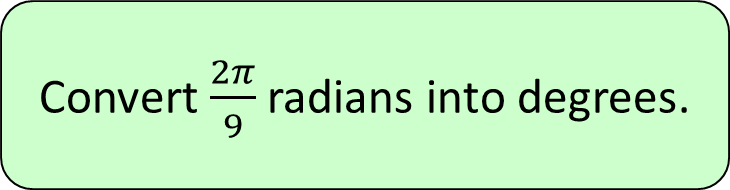 Convert 2π/9 radians into degrees.